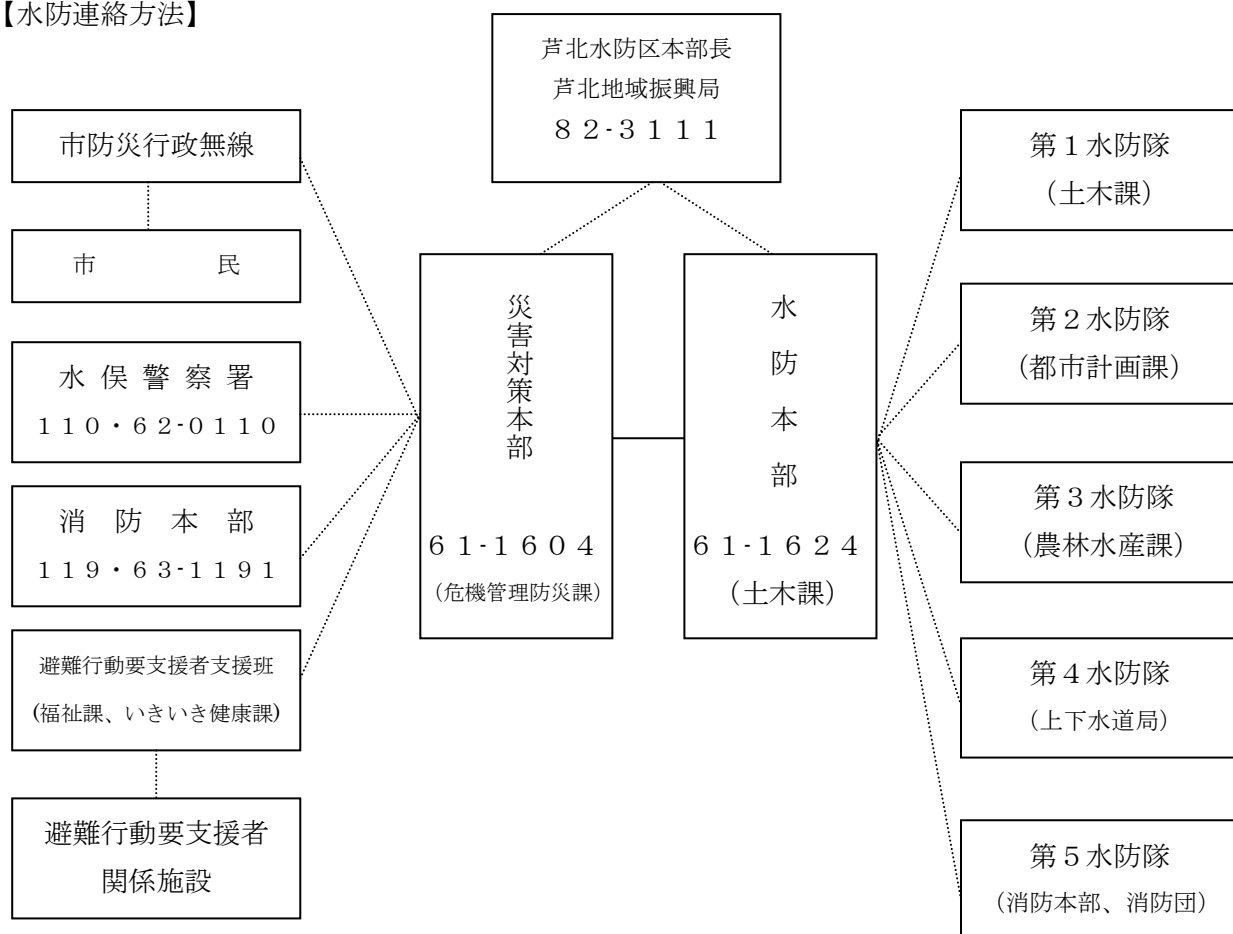 【水防連絡方法】
芦北水防区本部長
芦北地域振興局
８２-３１１１
市防災行政無線
市　　　　　民
水 俣 警 察 署
１１０・６２-０１１０
消 防 本 部
１１９・６３-１１９１
避難行動要支援者支援班
(福祉課、いきいき健康課)
避難行動要支援者
関係施設
災害対策本部
６１-１６０４
（危機管理防災課）
水防本部
６１-１６２４
（土木課）
第１水防隊
（土木課）
第２水防隊
（都市計画課）
第３水防隊
（農林水産課）
第４水防隊
（上下水道局）
第５水防隊
（消防本部、消防団）